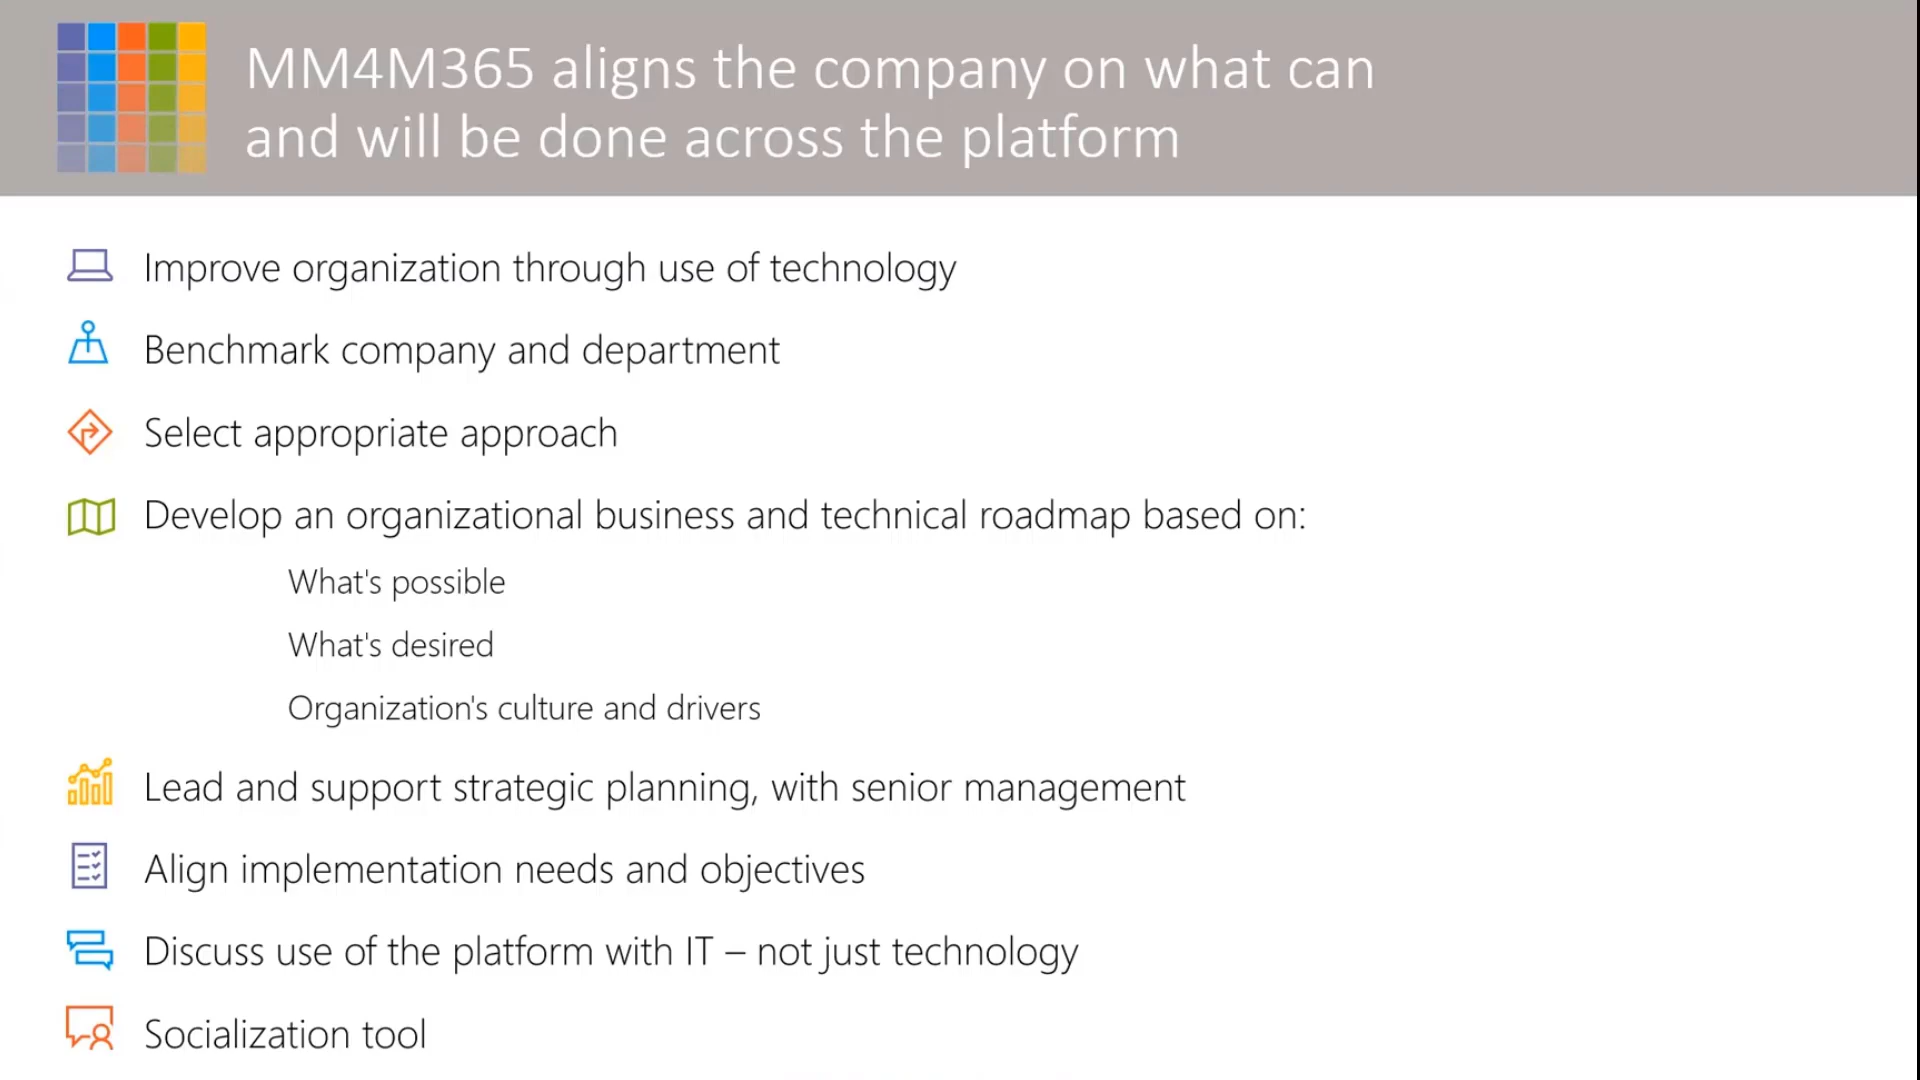 MM4M365 aligns the company on what can
and will be done across the platform
Improve organization through use of technology
Benchmark company and department
Select appropriate approach
Develop an organizational business and technical roadmap based on:
What's possible
What's desired
Organization's culture and drivers
Lead and support strategic planning, with senior management
Align implementation needs and objectives
Discuss use of the platform with IT – not just technology
Socialization tool